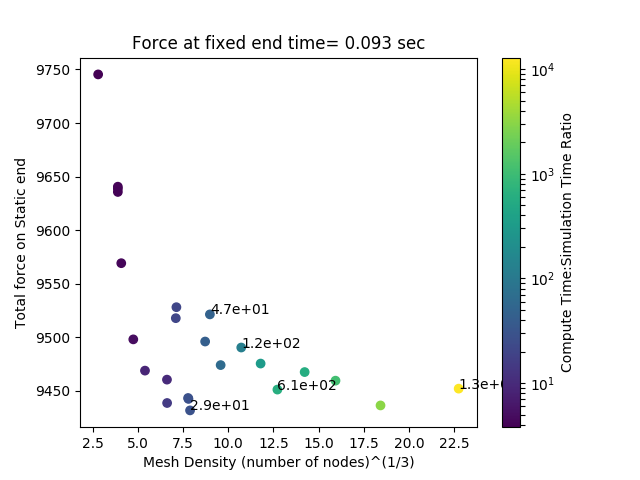 Force at fixed end time= 0.093 sec
Total force on Static end
9750
9700
9650
9600
9550
9500
9450
4.7e+01
1.2e+02
6.1e+02
1.3e+0
2.9e+01
2.5 5.0 7.5 10.0 12.5 15.0 17.5 20.0 22.5
Mesh Density (number of nodes)^(1/3)
10^4
10^3
10^2
10^1
Compute Time:Simulation Time Ratio